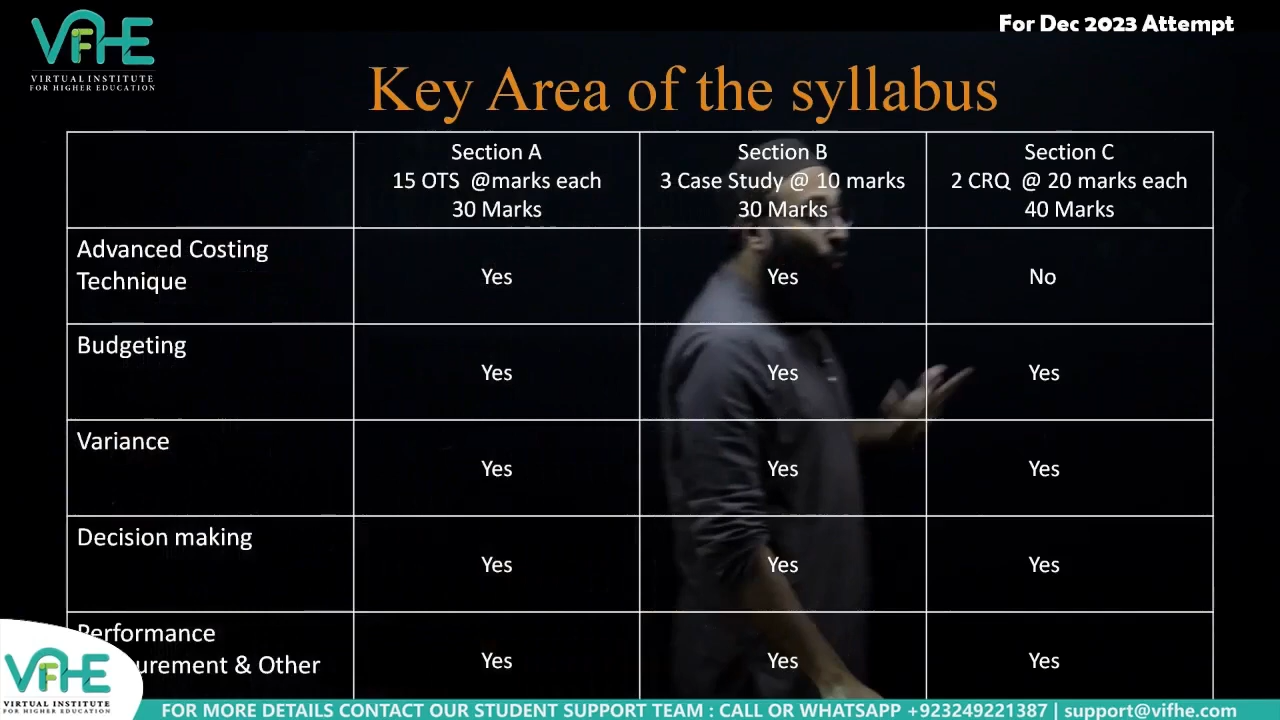 VIFHE
VIRTUAL INSTITUTE
FOR HIGHER EDUCATION
For Dec 2023 Attempt
Key Area of the syllabus
Section A
15 OTS @marks each
30 Marks
Section B
3 Case Study @ 10 marks
30 Marks
Section C
2 CRQ @ 20 marks each
40 Marks
Advanced Costing
Technique
Yes
Yes
No
Budgeting
Yes
Yes
Yes
Variance
Yes
Yes
Yes
Decision making
Yes
Yes
Yes
Performance
urement & Other
Yes
Yes
Yes
VIFHE
VIRTUAL INSTITUTE
FOR HIGHER EDUCATION
FOR MORE DETAILS CONTACT OUR STUDENT SUPPORT TEAM : CALL OR WHATSAPP +923249221387 | support@vifhe.com